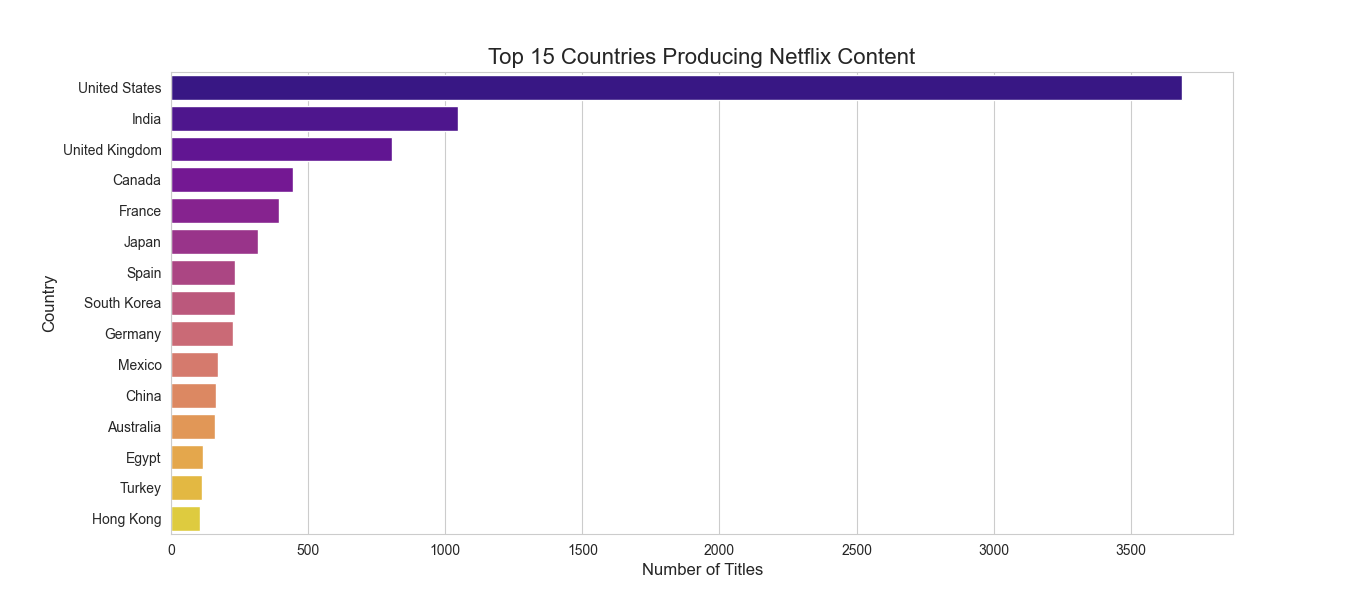 Top 15 Countries Producing Netflix Content
United States
India
United Kingdom
Canada
France
Japan
Spain
South Korea
Germany
Mexico
China
Australia
Egypt
Turkey
Hong Kong
Country
0 500 1000 1500 2000 2500 3000 3500
Number of Titles